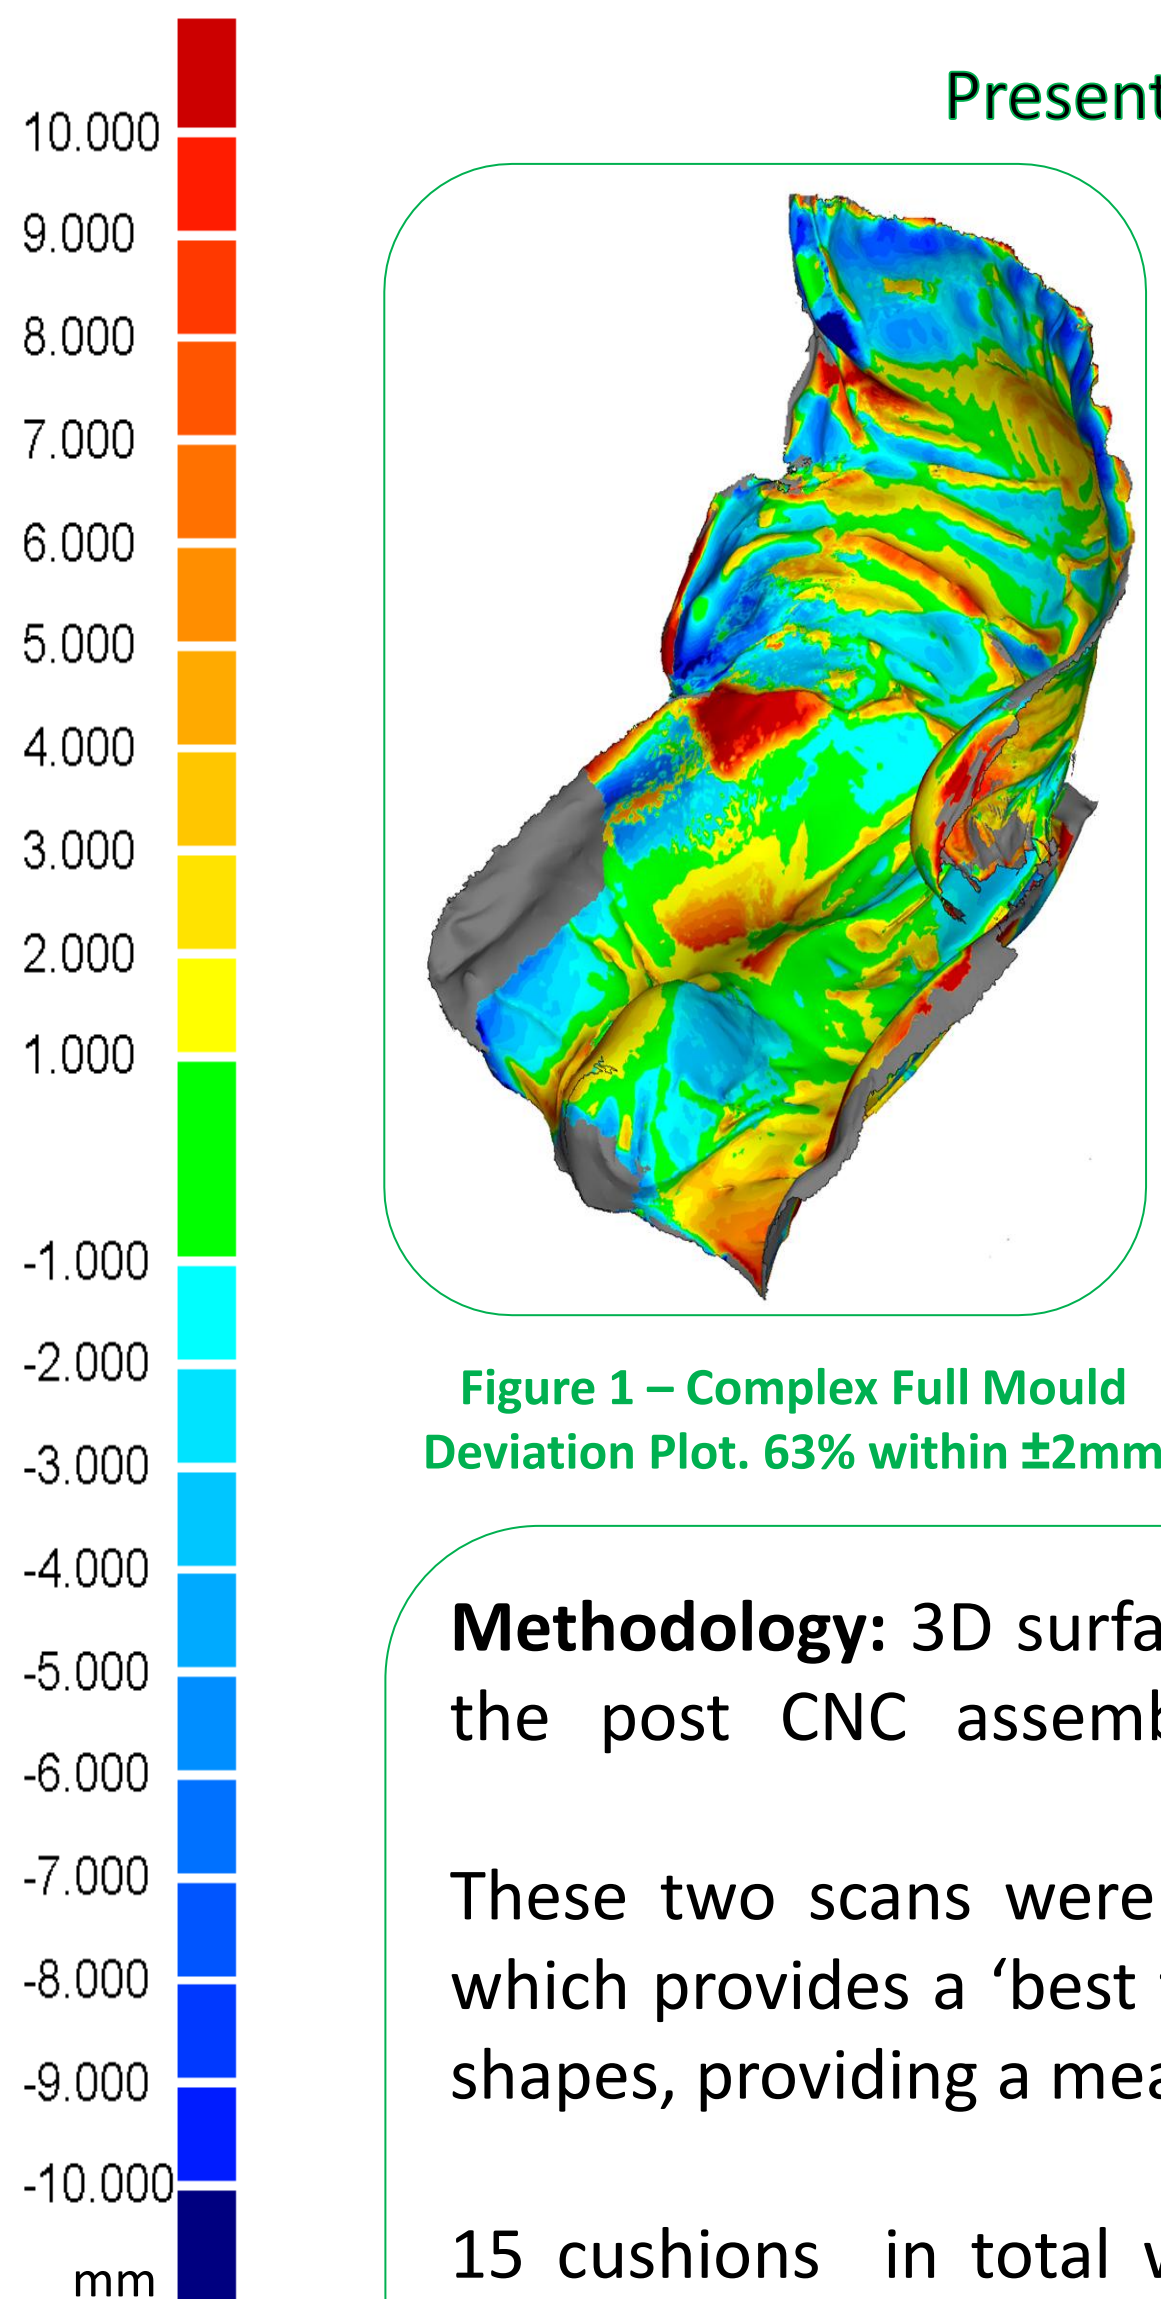 10.000
9.000
8.000
7.000
6.000
5.000
4.000
3.000
2.000
1.000
-1.000
-2.000
-3.000
-4.000
-5.000
-6.000
-7.000
-8.000
-9.000
-10.000
mm
Present
Figure 1 – Complex Full Mould
Deviation Plot. 63% within ±2mm
Methodology: 3D surfa
the post CNC assemb
These two scans were
which provides a ‘best
shapes, providing a mea
15 cushions in total